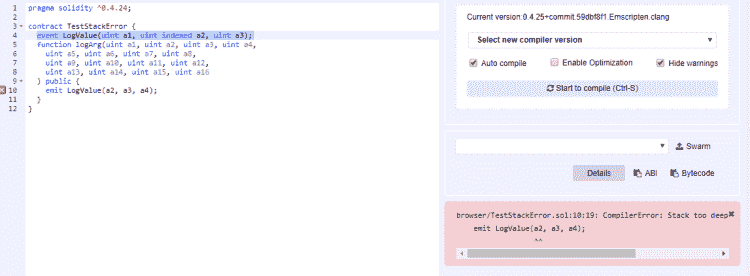 1 pragma solidity ^0.4.24;
2
3 contract TestStackError {
4 event LogValue(uint a1, uint indexed a2, uint a3);
5 function logArg(uint a1, uint a2, uint a3, uint a4,
6 uint a5, uint a6, uint a7, uint a8,
7 uint a9, uint a10, uint a11, uint a12,
8 uint a13, uint a14, uint a15, uint a16
9 ) public {
10 emit LogValue(a2, a3, a4);
11 }
12 }
Current version:0.4.25+commit.59dbf8f1.Emscripten.clang
Select new compiler version
Auto compile Enable Optimization Hide warnings
Start to compile (Ctrl-S)
Swarm
Details ABI Bytecode
browser/TestStackError.sol:10:19: CompilerError: Stack too deep
emit LogValue(a2, a3, a4);
^^